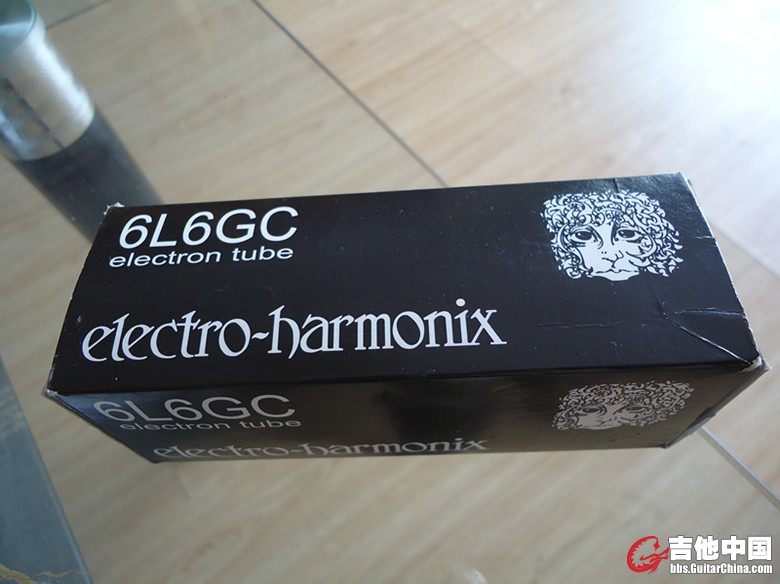 6L6GC
electron tube
electro-harmonix
6L6GC
electron tube
electro-harmonix
吉他中国
bbs.GuitarChina.com